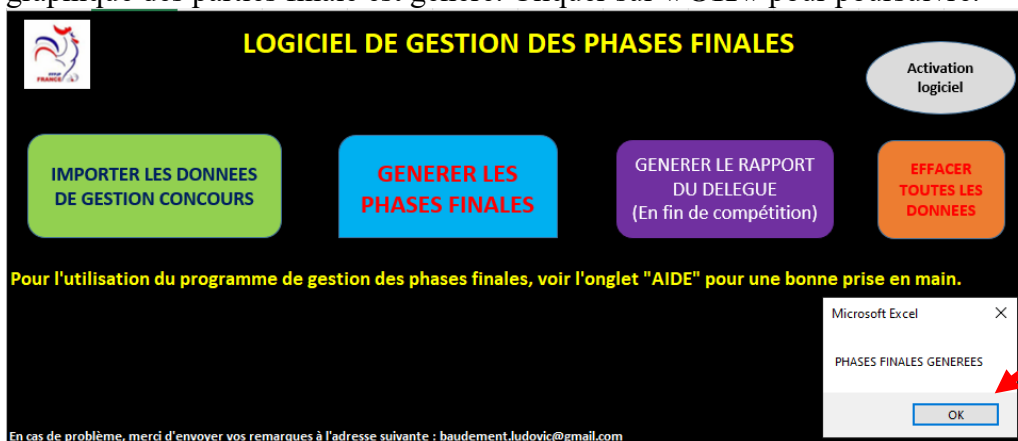 LOGICIEL DE GESTION DES PHASES FINALES
FRANCE
Activation
logiciel
IMPORTER LES DONNEES
DE GESTION CONCOURS
GENERER LES
PHASES FINALES
GENERER LE RAPPORT
DU DELEGUE
(En fin de compétition)
EFFACER
TOUTES LES
DONNEES
Pour l'utilisation du programme de gestion des phases finales, voir l'onglet "AIDE" pour une bonne prise en main.
Microsoft Excel
PHASES FINALES GENEREES
OK
En cas de problème, merci d'envoyer vos remarques à l'adresse suivante : baudement.ludovic@gmail.com